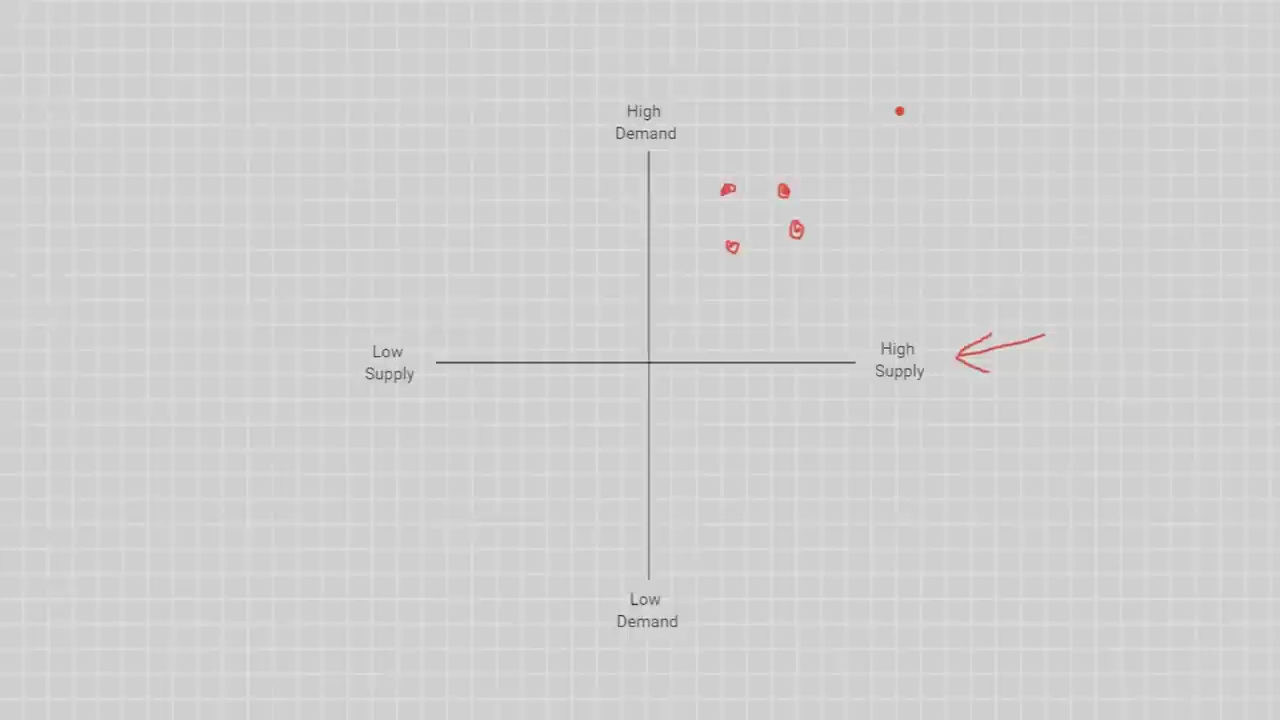 High
Demand
Low
Supply
High
Supply
Low
Demand